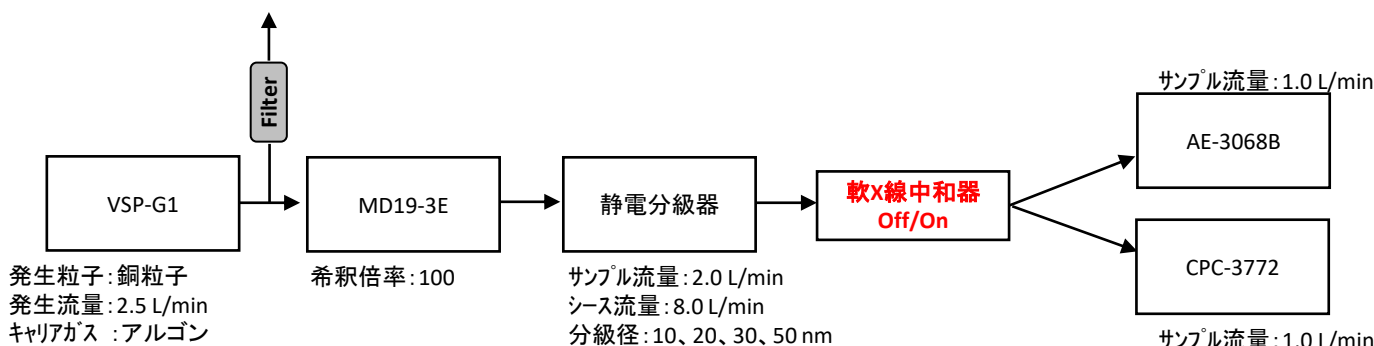 Filter
サンプル流量:1.0 L/min
AE-3068B
VSP-G1
MD19-3E
静電分級器
軟X線中和器
Off/On
CPC-3772
発生粒子:銅粒子
発生流量:2.5 L/min
キャリアガス :アルゴン
希釈倍率:100
サンプル流量:2.0 L/min
シース流量:8.0 L/min
分級径:10、20、30、50 nm
サンプル流量:1.0 L/min